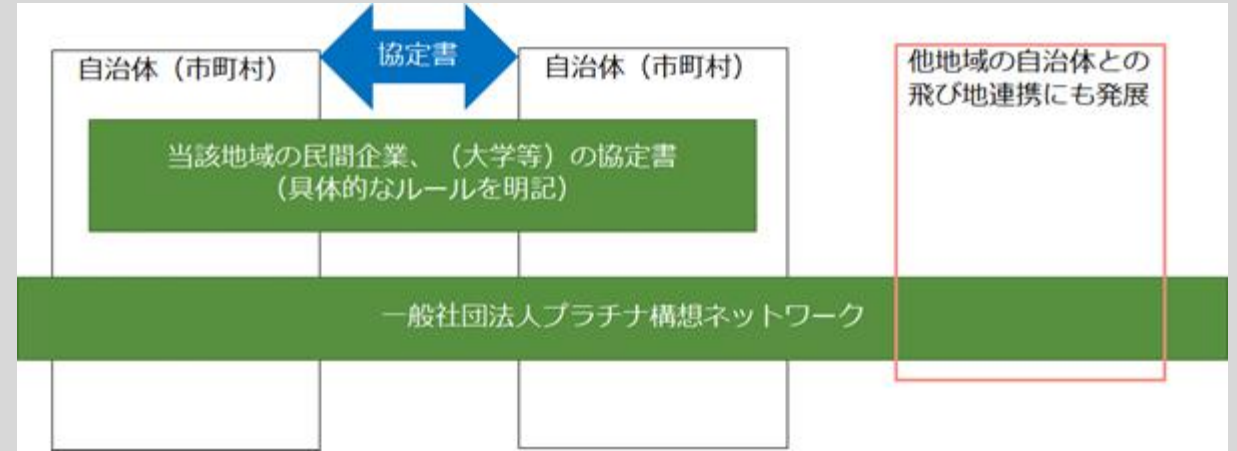 自治体（市町村）
協定書
自治体（市町村）
他地域の自治体との
飛び地連携にも発展
当該地域の民間企業、（大学等）の協定書
（具体的なルールを明記）
一般社団法人プラチナ構想ネットワーク